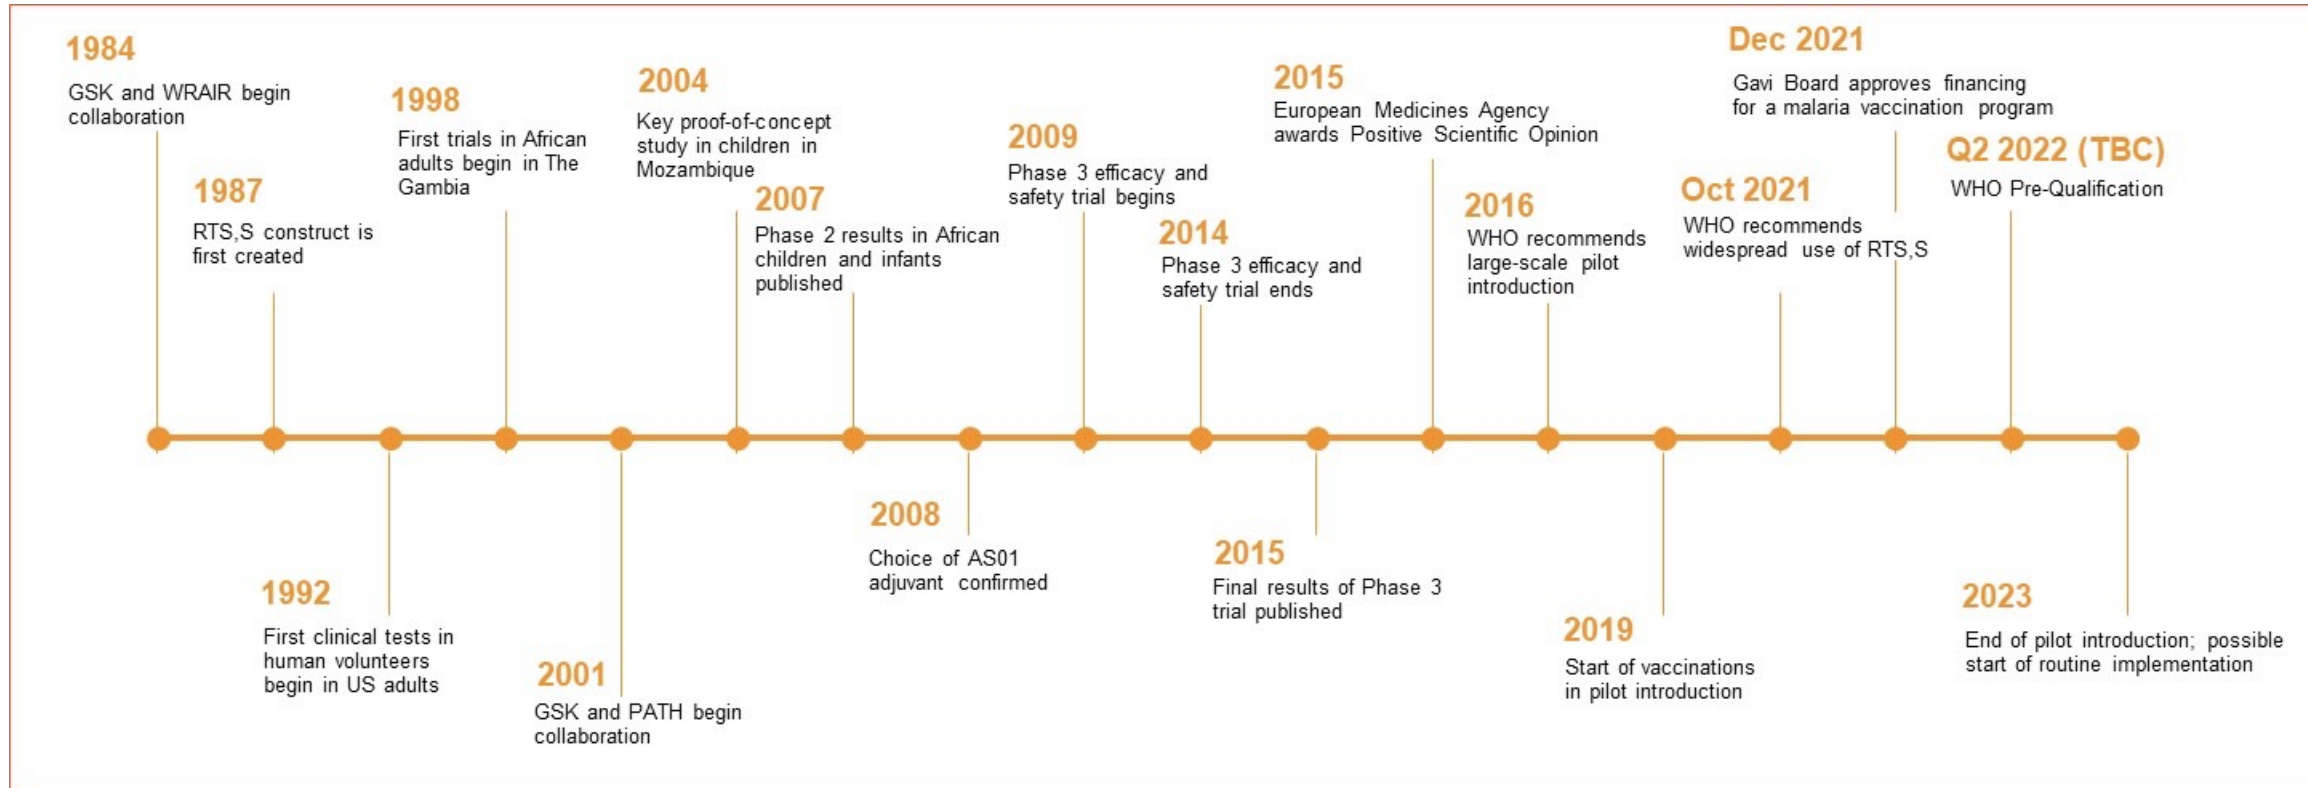 1984
GSK and WRAIR begin
collaboration
1987
RTS,S construct is
first created
1992
First clinical tests in
human volunteers
begin in US adults
1998
First trials in African
adults begin in The
Gambia
2001
GSK and PATH begin
collaboration
2004
Key proof-of-concept
study in children in
Mozambique
2007
Phase 2 results in African
children and infants
published
2008
Choice of AS01
adjuvant confirmed
2009
Phase 3 efficacy and
safety trial begins
2014
Phase 3 efficacy and
safety trial ends
2015
Final results of Phase 3
trial published
2015
European Medicines Agency
awards Positive Scientific Opinion
2016
WHO recommends
large-scale pilot
introduction
2019
Start of vaccinations
in pilot introduction
Oct 2021
WHO recommends
widespread use of RTS,S
Dec 2021
Gavi Board approves financing
for a malaria vaccination program
Q2 2022 (TBC)
WHO Pre-Qualification
2023
End of pilot introduction; possible
start of routine implementation